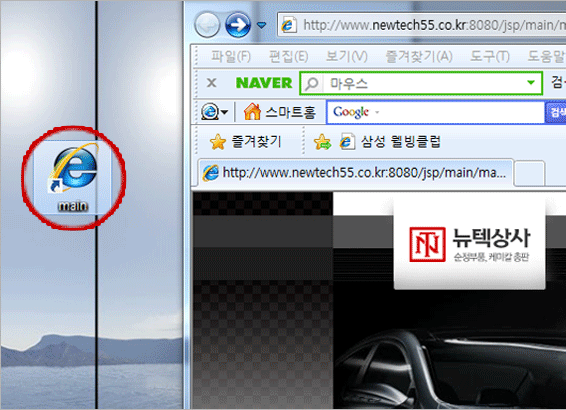 http://www.newtech55.co.kr:8080/jsp/main/
파일(F) 편집(E) 보기(V) 즐겨찾기(A) 도구(T) 도움말
x NAVER 마우스 검
스마트홈 Google 검색
즐겨찾기 삼성 웰빙클럽
http://www.newtech55.co.kr:8080/jsp/main/ma...
main
뉴텍상사
순정부품, 케미칼 총판